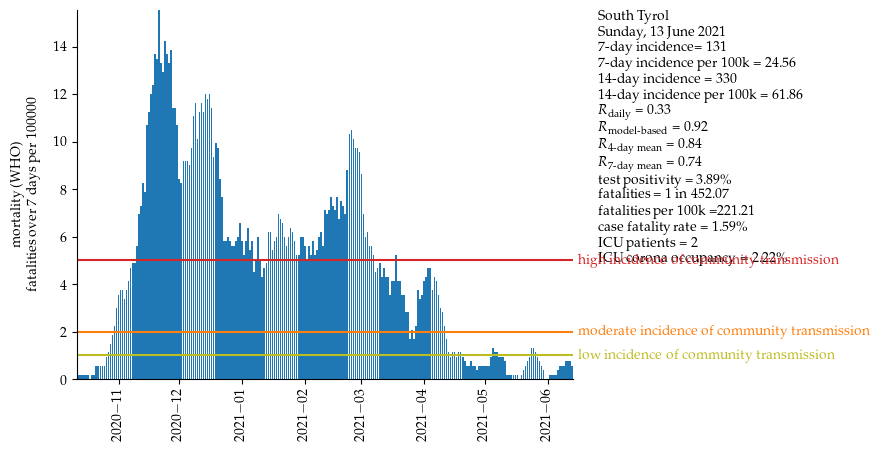 South Tyrol
Sunday, 13 June 2021
7-day incidence= 131
7-day incidence per 100k = 24.56
14-day incidence = 330
14-day incidence per 100k = 61.86
R daily = 0.33
R model-based = 0.92
R 4-day mean = 0.84
R 7-day mean = 0.74
test positivity = 3.89%
fatalities = 1 in 452.07
fatalities per 100k =221.21
case fatality rate = 1.59%
ICU patients = 2
ICU corona occupancy = 2.22%
high incidence of community transmission
moderate incidence of community transmission
low incidence of community transmission
mortality (WHO)
fatalities over 7 days per 100000
14
12
10
8
6
4
2
0
2020−11
2020−12
2021−01
2021−02
2021−03
2021−04
2021−05
2021−06